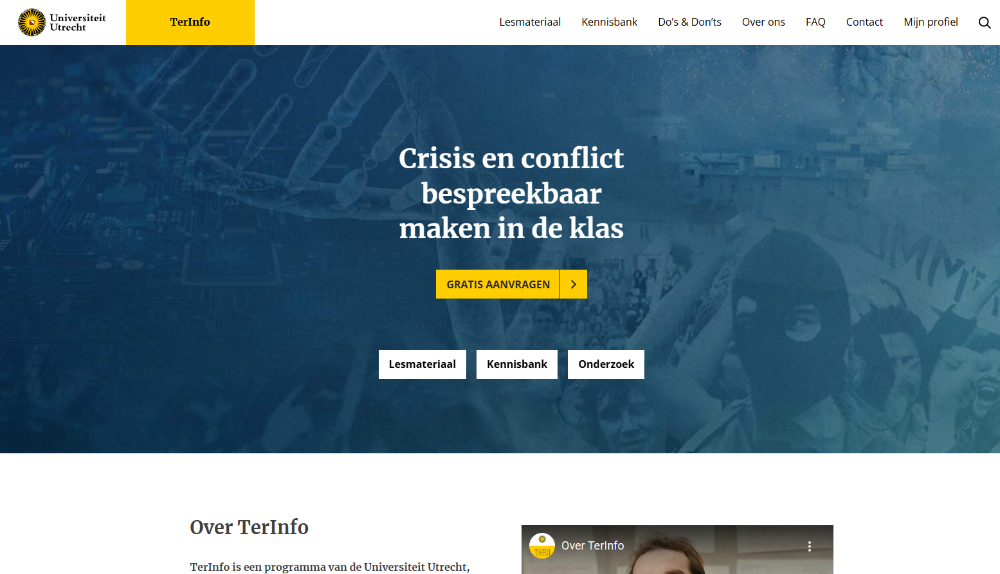 Universiteit
Utrecht
TerInfo
Lesmateriaal Kennisbank Do's & Don'ts Over ons FAQ Contact Mijn profiel
Crisis en conflict
bespreekbaar
maken in de klas
GRATIS AANVRAGEN
Lesmateriaal Kennisbank Onderzoek
Over TerInfo
TerInfo is een programma van de Universiteit Utrecht,
TERINFO
Over TerInfo